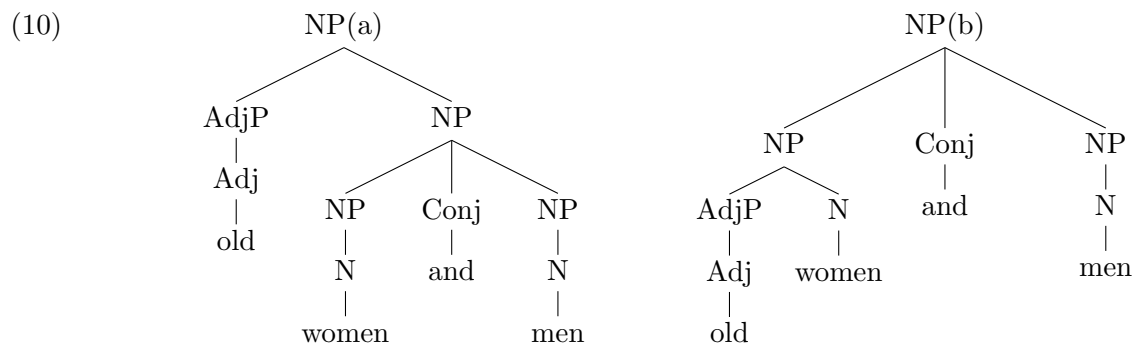 (10) NP(a) NP(b)
AdjP NP
NP Conj NP
Adj
NP Conj NP AdjP N and N
old
N and N Adj women men
women men old